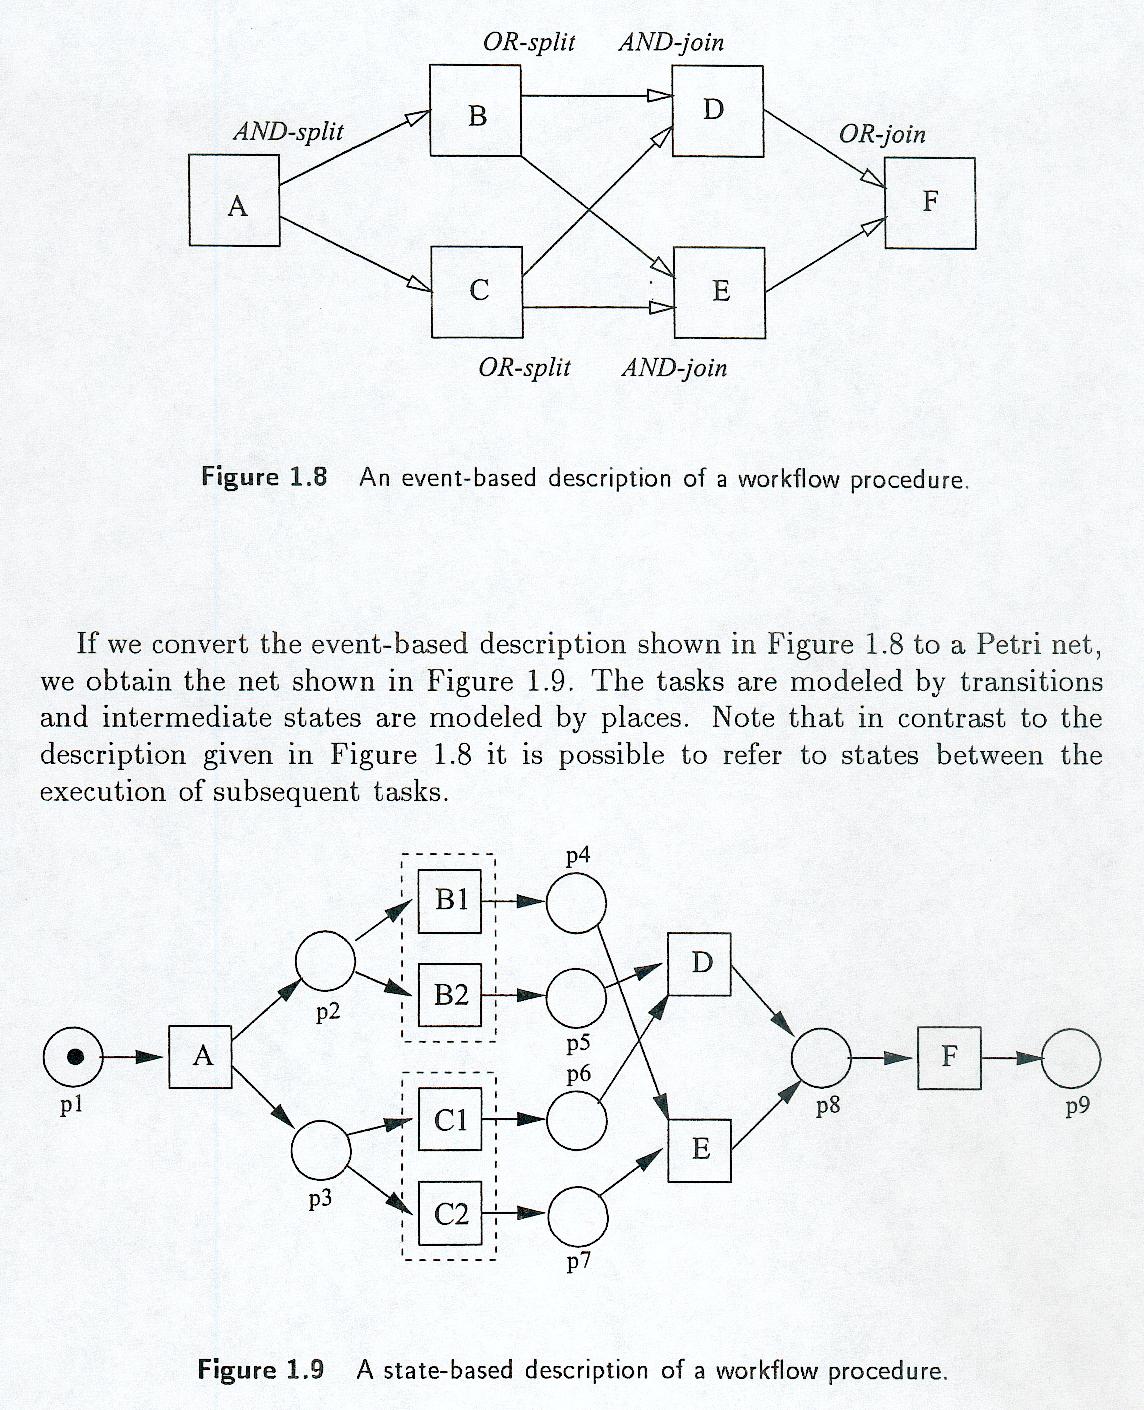 OR-split AND-join
AND-split
B
D
OR-join
A
F
C
E
OR-split AND-join
Figure 1.8 An event-based description of a workflow procedure.
If we convert the event-based description shown in Figure 1.8 to a Petri net,
we obtain the net shown in Figure 1.9. The tasks are modeled by transitions
and intermediate states are modeled by places. Note that in contrast to the
description given in Figure 1.8 it is possible to refer to states between the
execution of subsequent tasks.
p4
B1
D
B2
p2
p5
A
p6
F
p1
C1
p8
p9
E
p3
C2
p7
Figure 1.9 A state-based description of a workflow procedure.